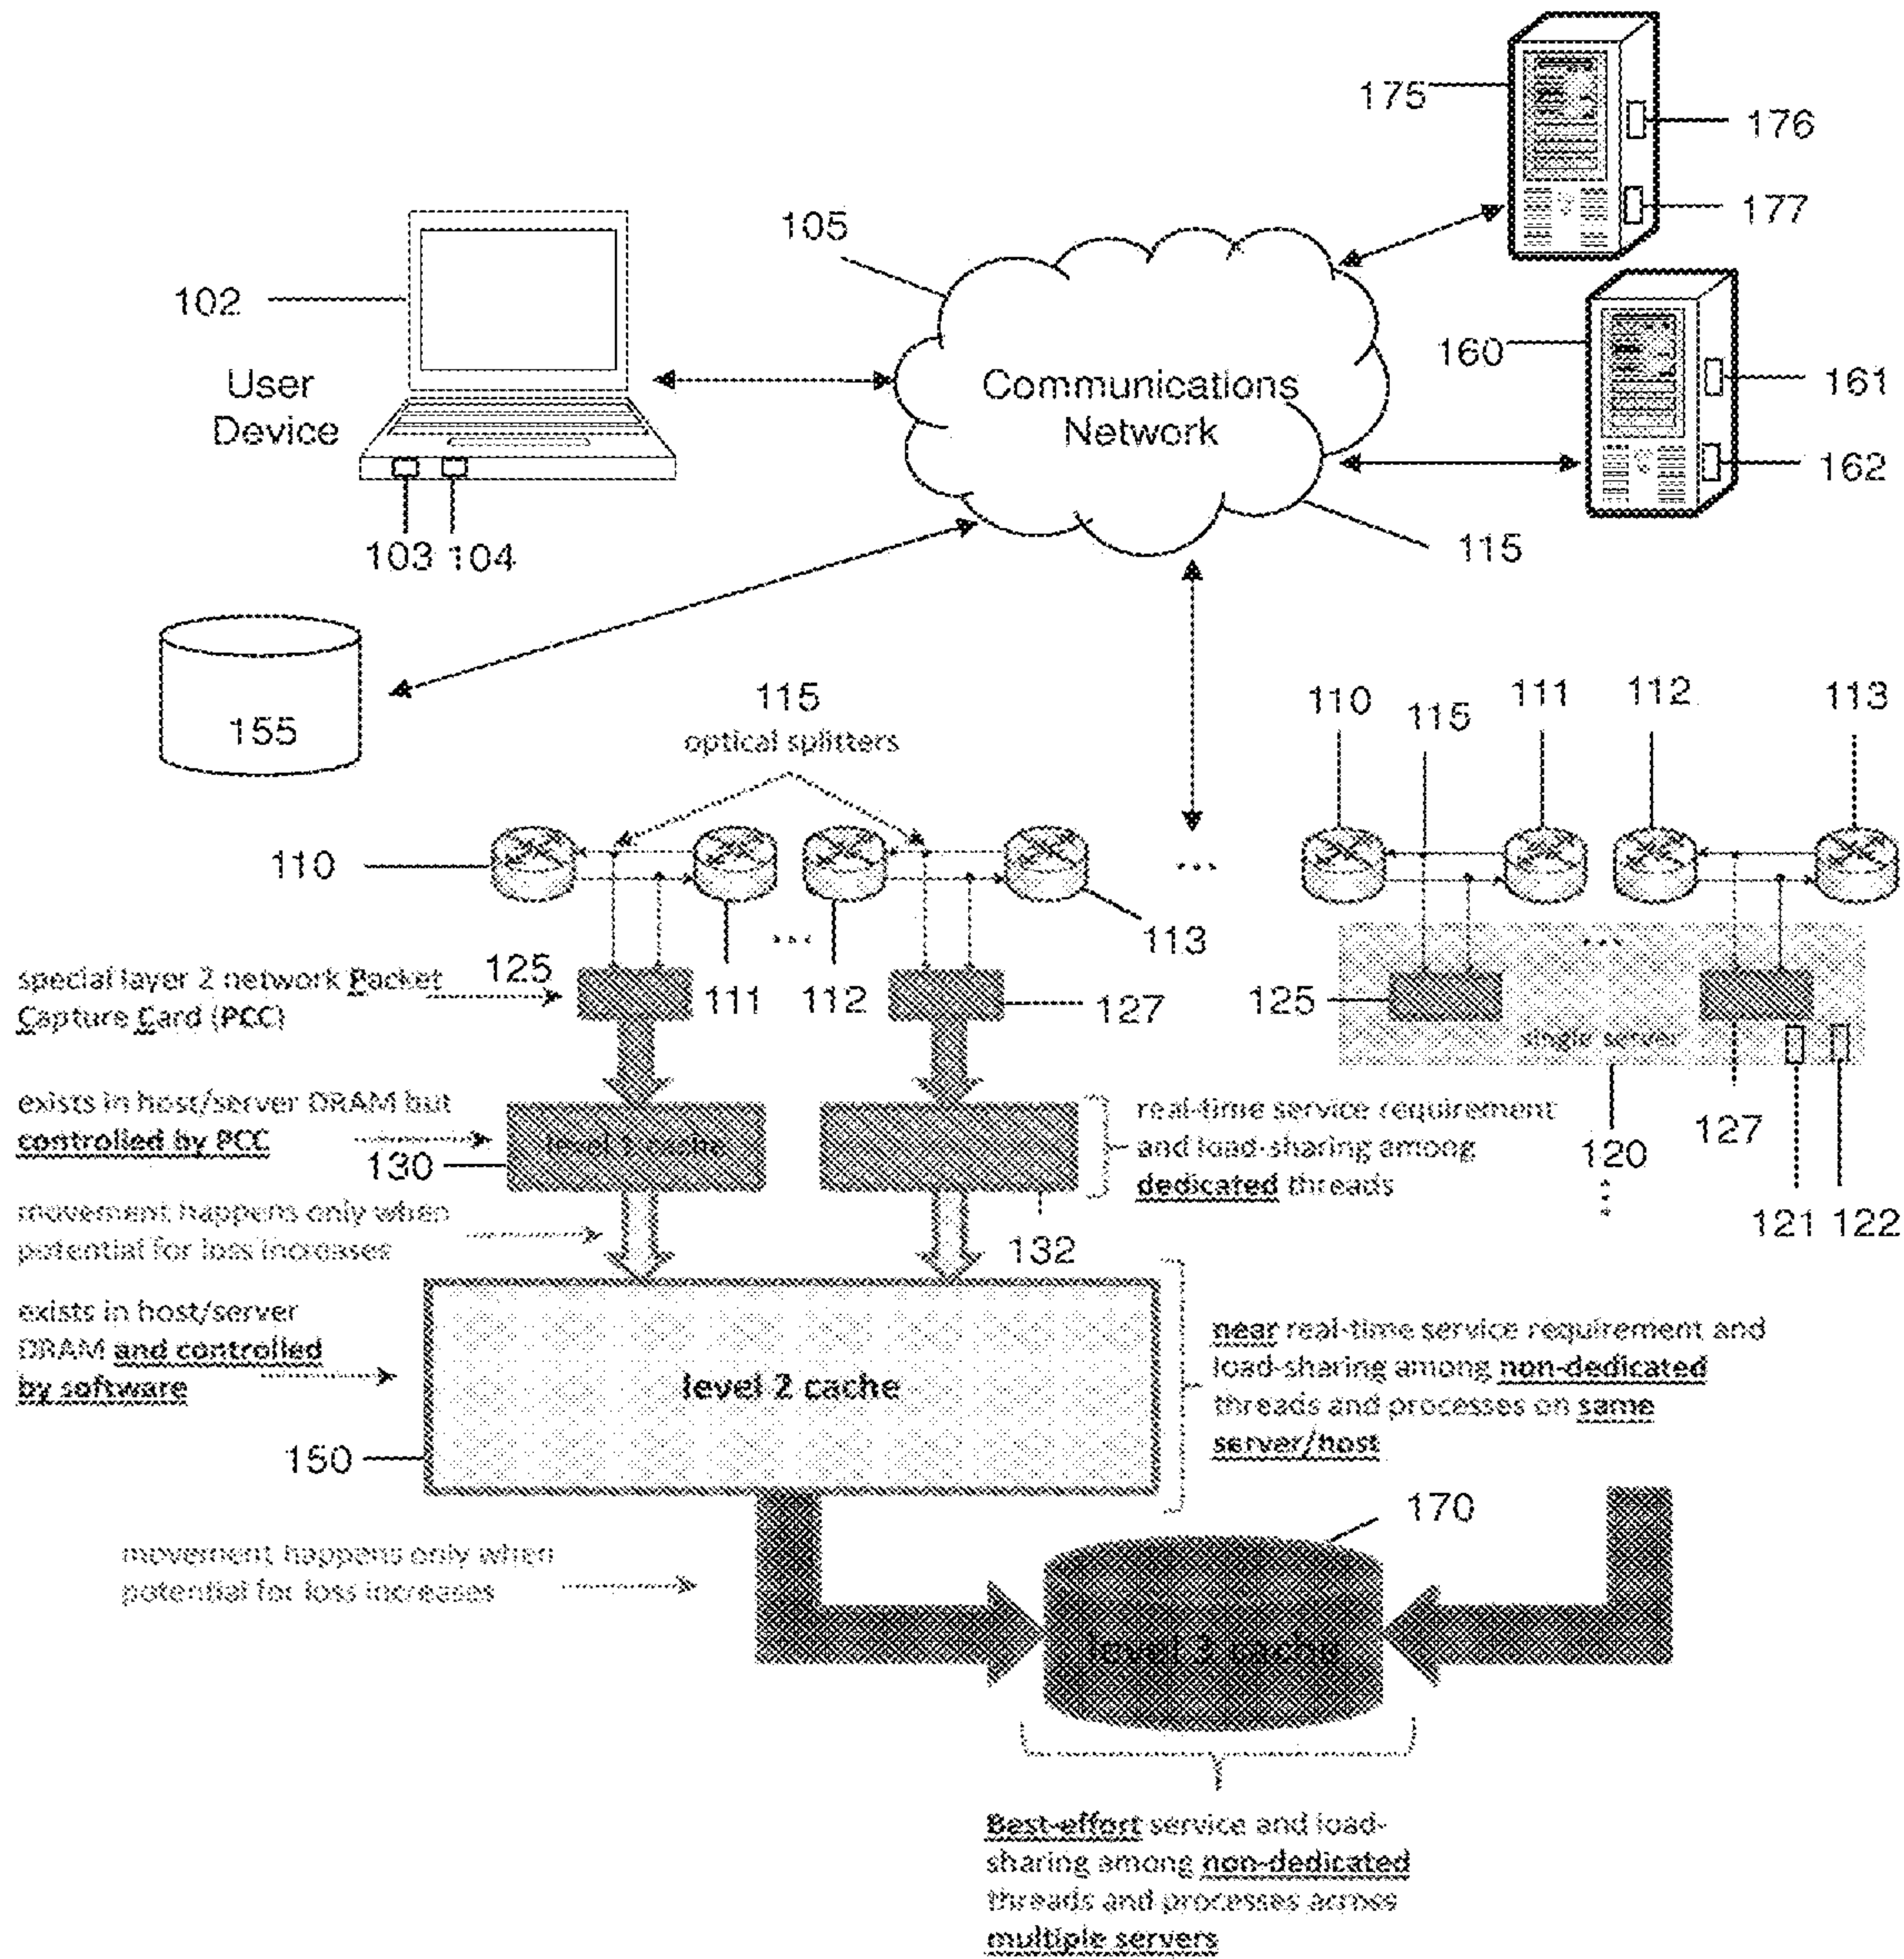 175
176
177
105
102
User
Device
160
161
162
Communications
Network
103 104
115
155
115
optical splitters
110
115
111
112
113
110
113
special layer 2 network Packet
Capture Card (PCC)
125
111
112
127
125
single server
exists in host/server DRAM but
controlled by PCC
level 1 cache
130
real-time service requirement
and load-sharing among
dedicated threads
120
127
121 122
movement happens only when
potential for loss increases
132
exists in host/server
DRAM and controlled
by software
level 2 cache
near real-time service requirement and
load-sharing among non-dedicated
threads and processes on same
server/host
150
170
movement happens only when
potential for loss increases
level 3 cache
Best-effort service and load-
sharing among non-dedicated
threads and processes across
multiple servers